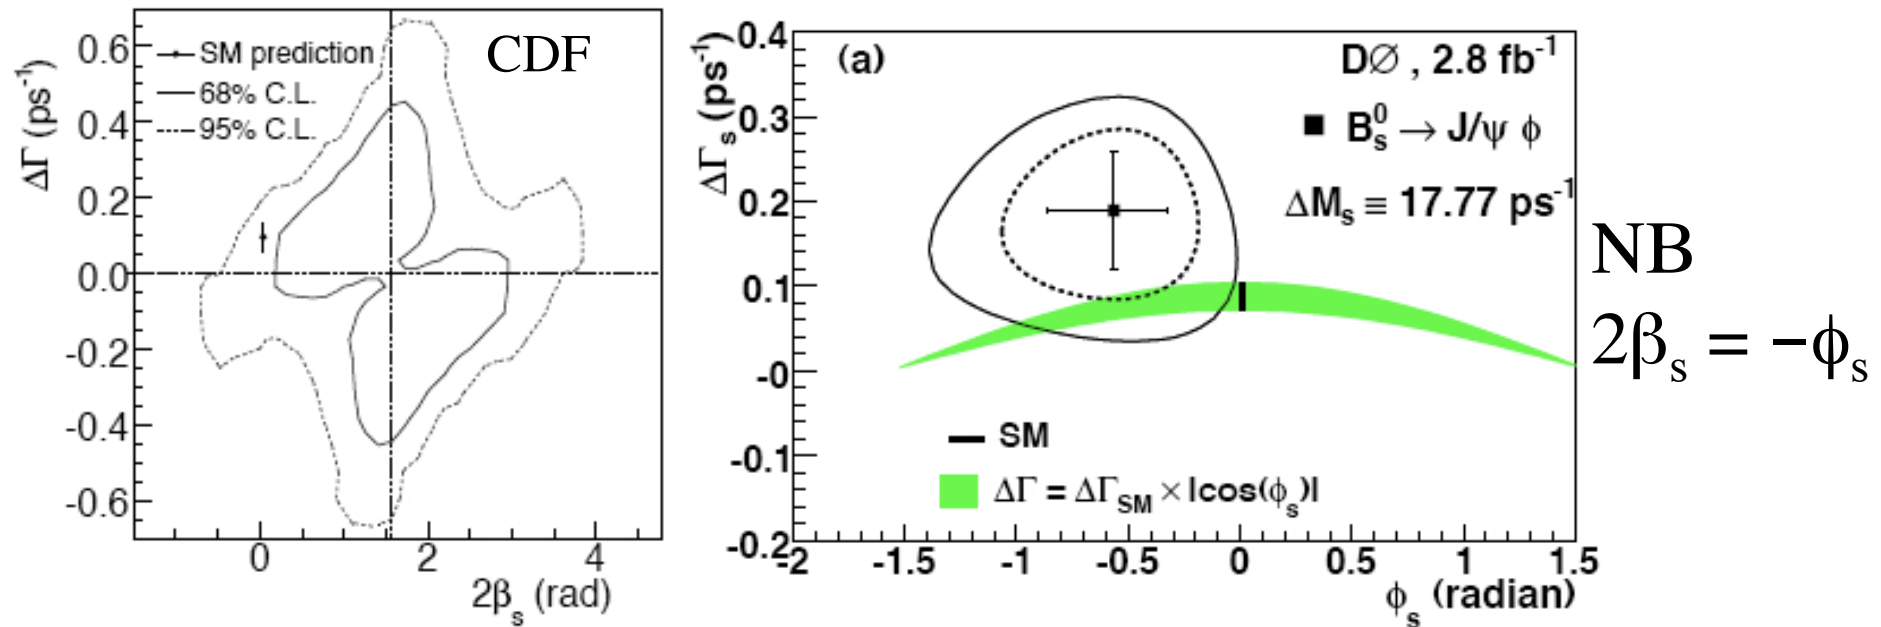 CDF
SM prediction
68% C.L.
95% C.L.
ΔΓ (ps⁻¹)
0.6
0.4
0.2
0.0
-0.2
-0.4
-0.6
0
2
4
2βₛ (rad)
(a)
DØ , 2.8 fb⁻¹
Bₛ⁰ → J/ψ ϕ
ΔMₛ ≡ 17.77 ps⁻¹
ΔΓₛ (ps⁻¹)
0.4
0.3
0.2
0.1
-0
-0.1
-0.2
SM
ΔΓ = ΔΓSM × |cos(ϕₛ)|
-2
-1.5
-1
-0.5
0
0.5
1
1.5
ϕₛ (radian)
NB
2βₛ = −ϕₛ